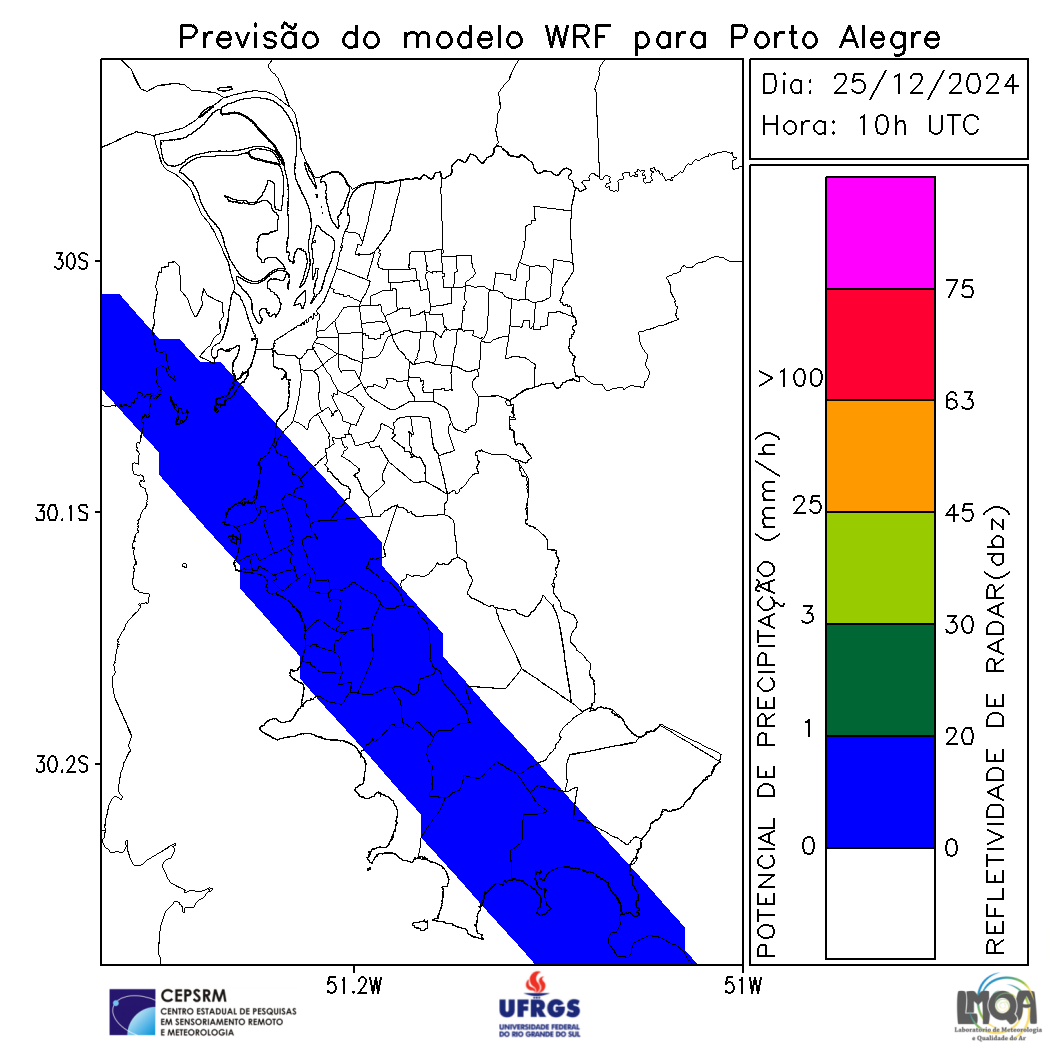 Previsão do modelo WRF para Porto Alegre
Dia: 25/12/2024
Hora: 10h UTC
30S
30.1S
30.2S
51.2W
51W
POTENCIAL DE PRECIPITAÇÃO (mm/h)
>100
25
3
1
0
75
63
45
30
20
0
REFLETIVIDADE DE RADAR(dbz)
CEPSRM
CENTRO ESTADUAL DE PESQUISAS
EM SENSORIAMENTO REMOTO
E METEOROLOGIA
UFRGS
UNIVERSIDADE FEDERAL
DO RIO GRANDE DO SUL
LMQA
Laboratório de Meteorologia
e Qualidade do Ar